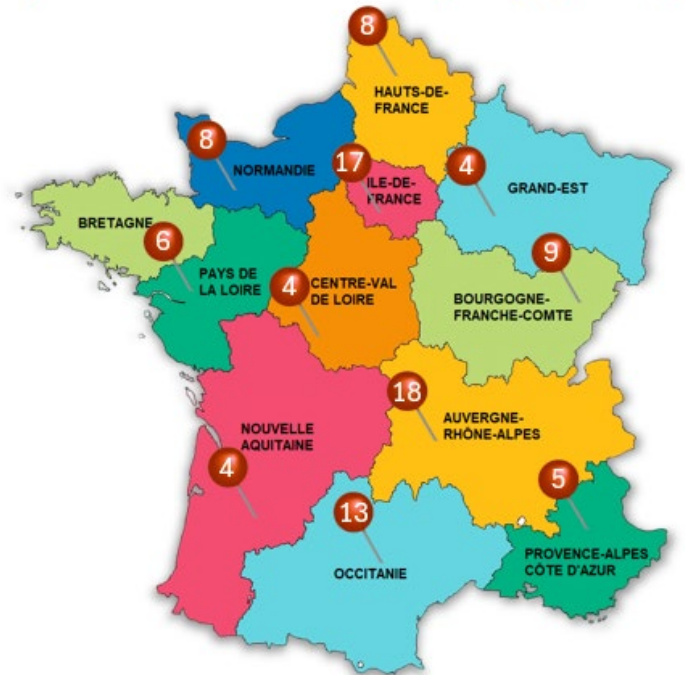 8
HAUTS-DE-
FRANCE
8
NORMANDIE
17
ILE-DE-
FRANCE
4
GRAND-EST
BRETAGNE
6
PAYS DE
LA LOIRE
4
CENTRE-VAL
DE LOIRE
9
BOURGOGNE-
FRANCHE-COMTE
18
AUVERGNE-
RHÔNE-ALPES
NOUVELLE
AQUITAINE
4
13
OCCITANIE
5
PROVENCE-ALPES
CÔTE D'AZUR